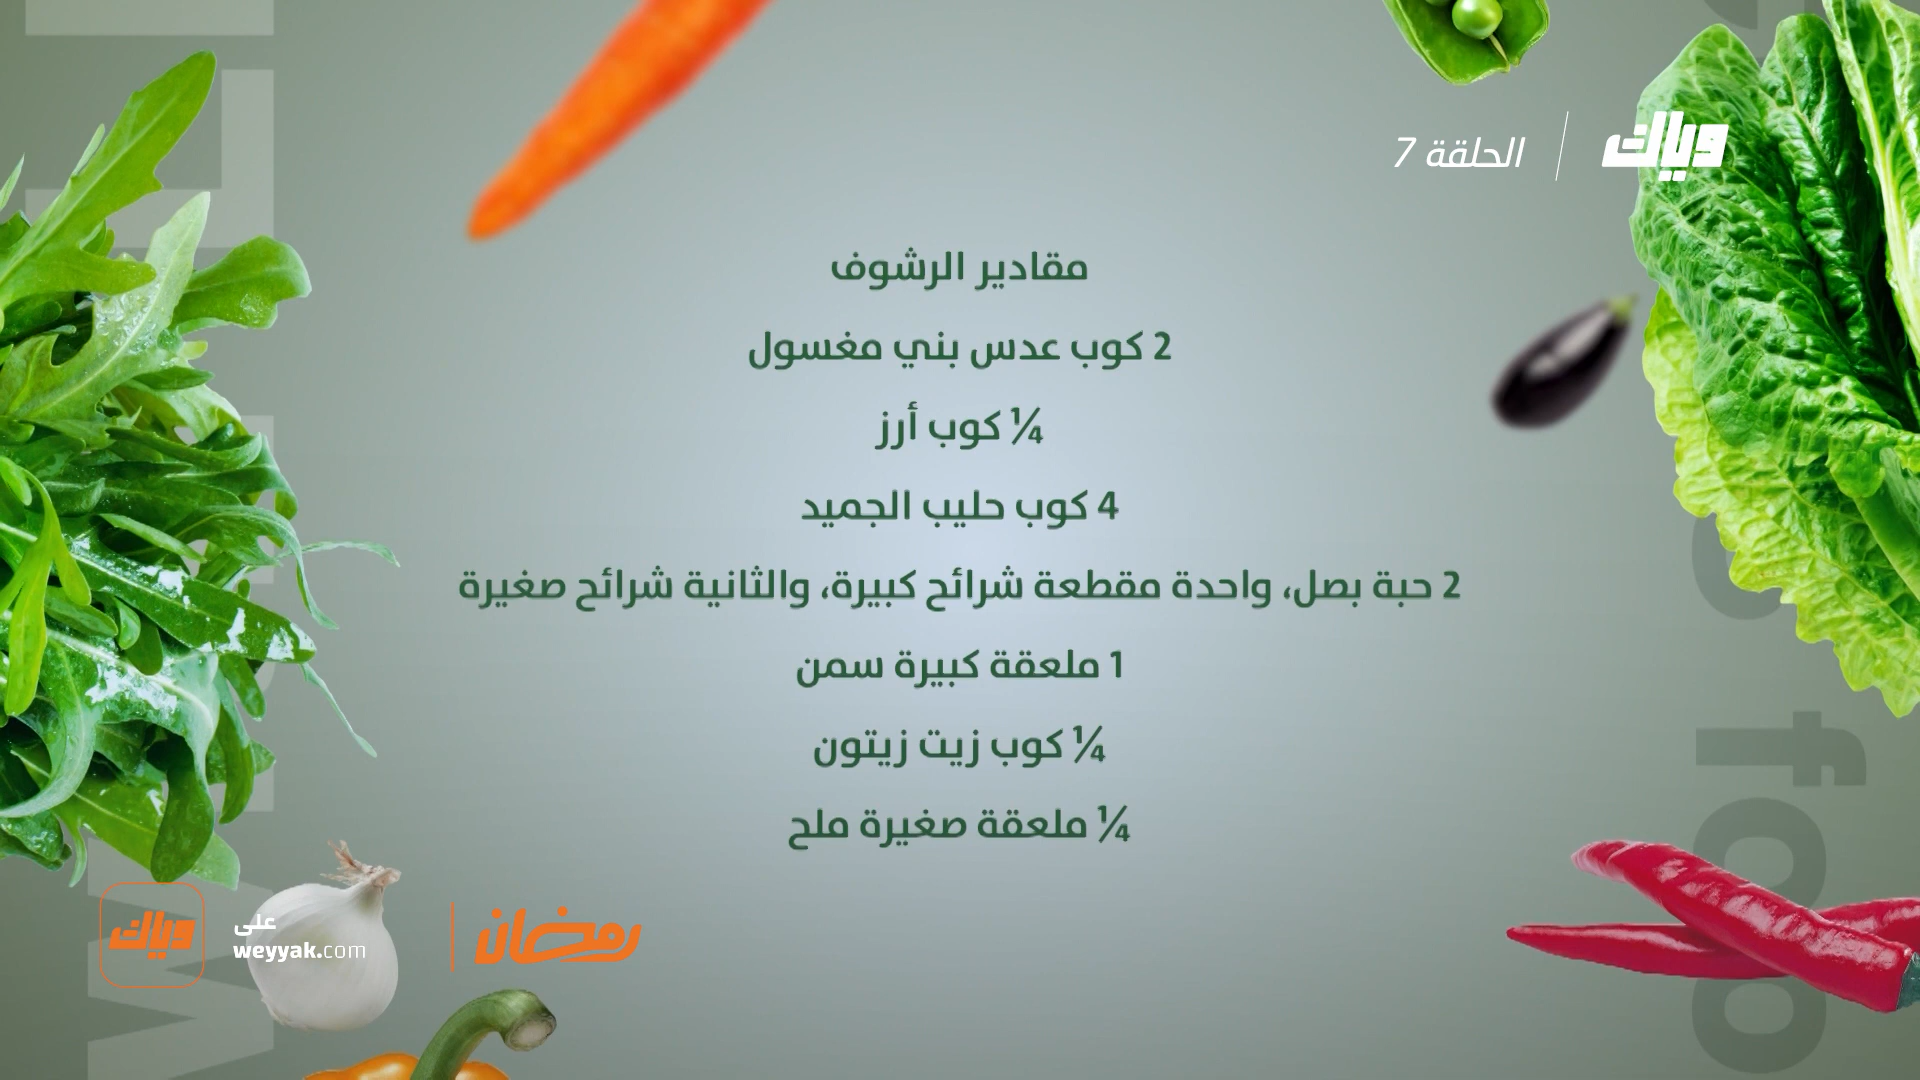 وياك
الحلقة 7
مقادير الرشوف
2 كوب عدس بني مغسول
¼ كوب أرز
4 كوب حليب الجميد
2 حبة بصل، واحدة مقطعة شرائح كبيرة، والثانية شرائح صغيرة
1 ملعقة كبيرة سمن
¼ كوب زيت زيتون
¼ ملعقة صغيرة ملح
رمضان
على
weyyak.com
وياك